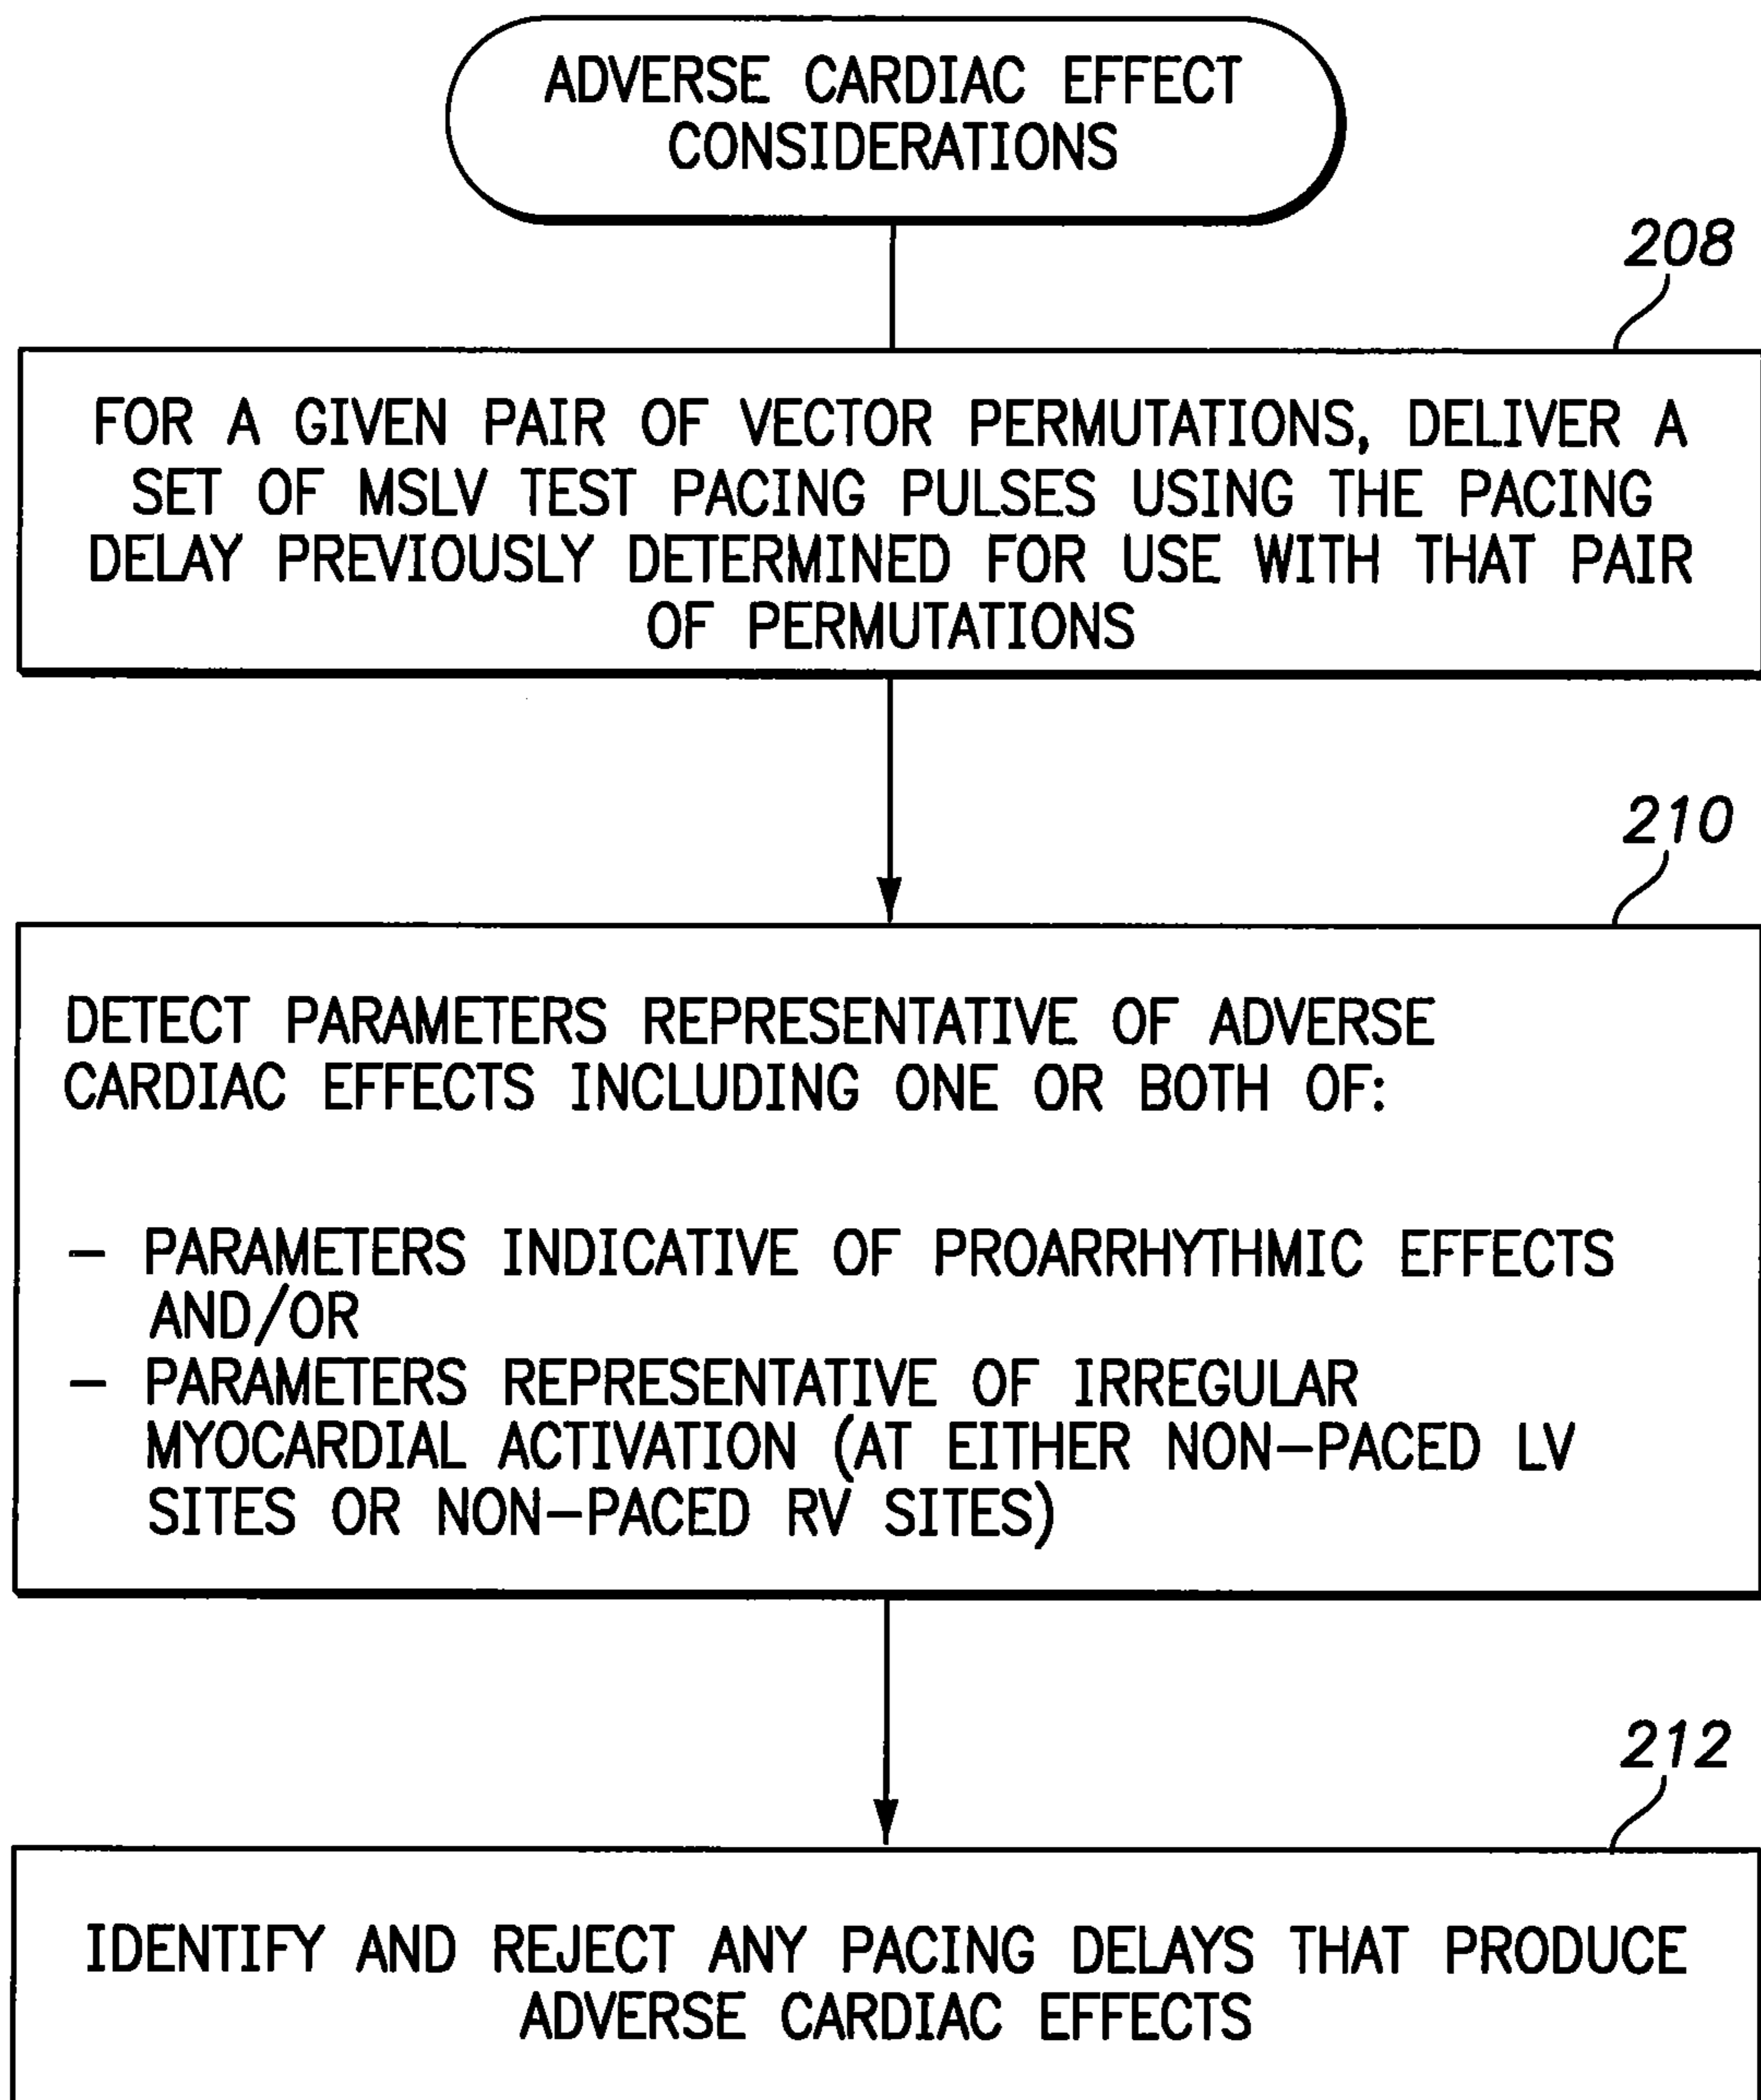 ADVERSE CARDIAC EFFECT
CONSIDERATIONS
208
FOR A GIVEN PAIR OF VECTOR PERMUTATIONS, DELIVER A
SET OF MSLV TEST PACING PULSES USING THE PACING
DELAY PREVIOUSLY DETERMINED FOR USE WITH THAT PAIR
OF PERMUTATIONS
210
DETECT PARAMETERS REPRESENTATIVE OF ADVERSE
CARDIAC EFFECTS INCLUDING ONE OR BOTH OF:
– PARAMETERS INDICATIVE OF PROARRHYTHMIC EFFECTS
AND/OR
– PARAMETERS REPRESENTATIVE OF IRREGULAR
MYOCARDIAL ACTIVATION (AT EITHER NON–PACED LV
SITES OR NON–PACED RV SITES)
212
IDENTIFY AND REJECT ANY PACING DELAYS THAT PRODUCE
ADVERSE CARDIAC EFFECTS